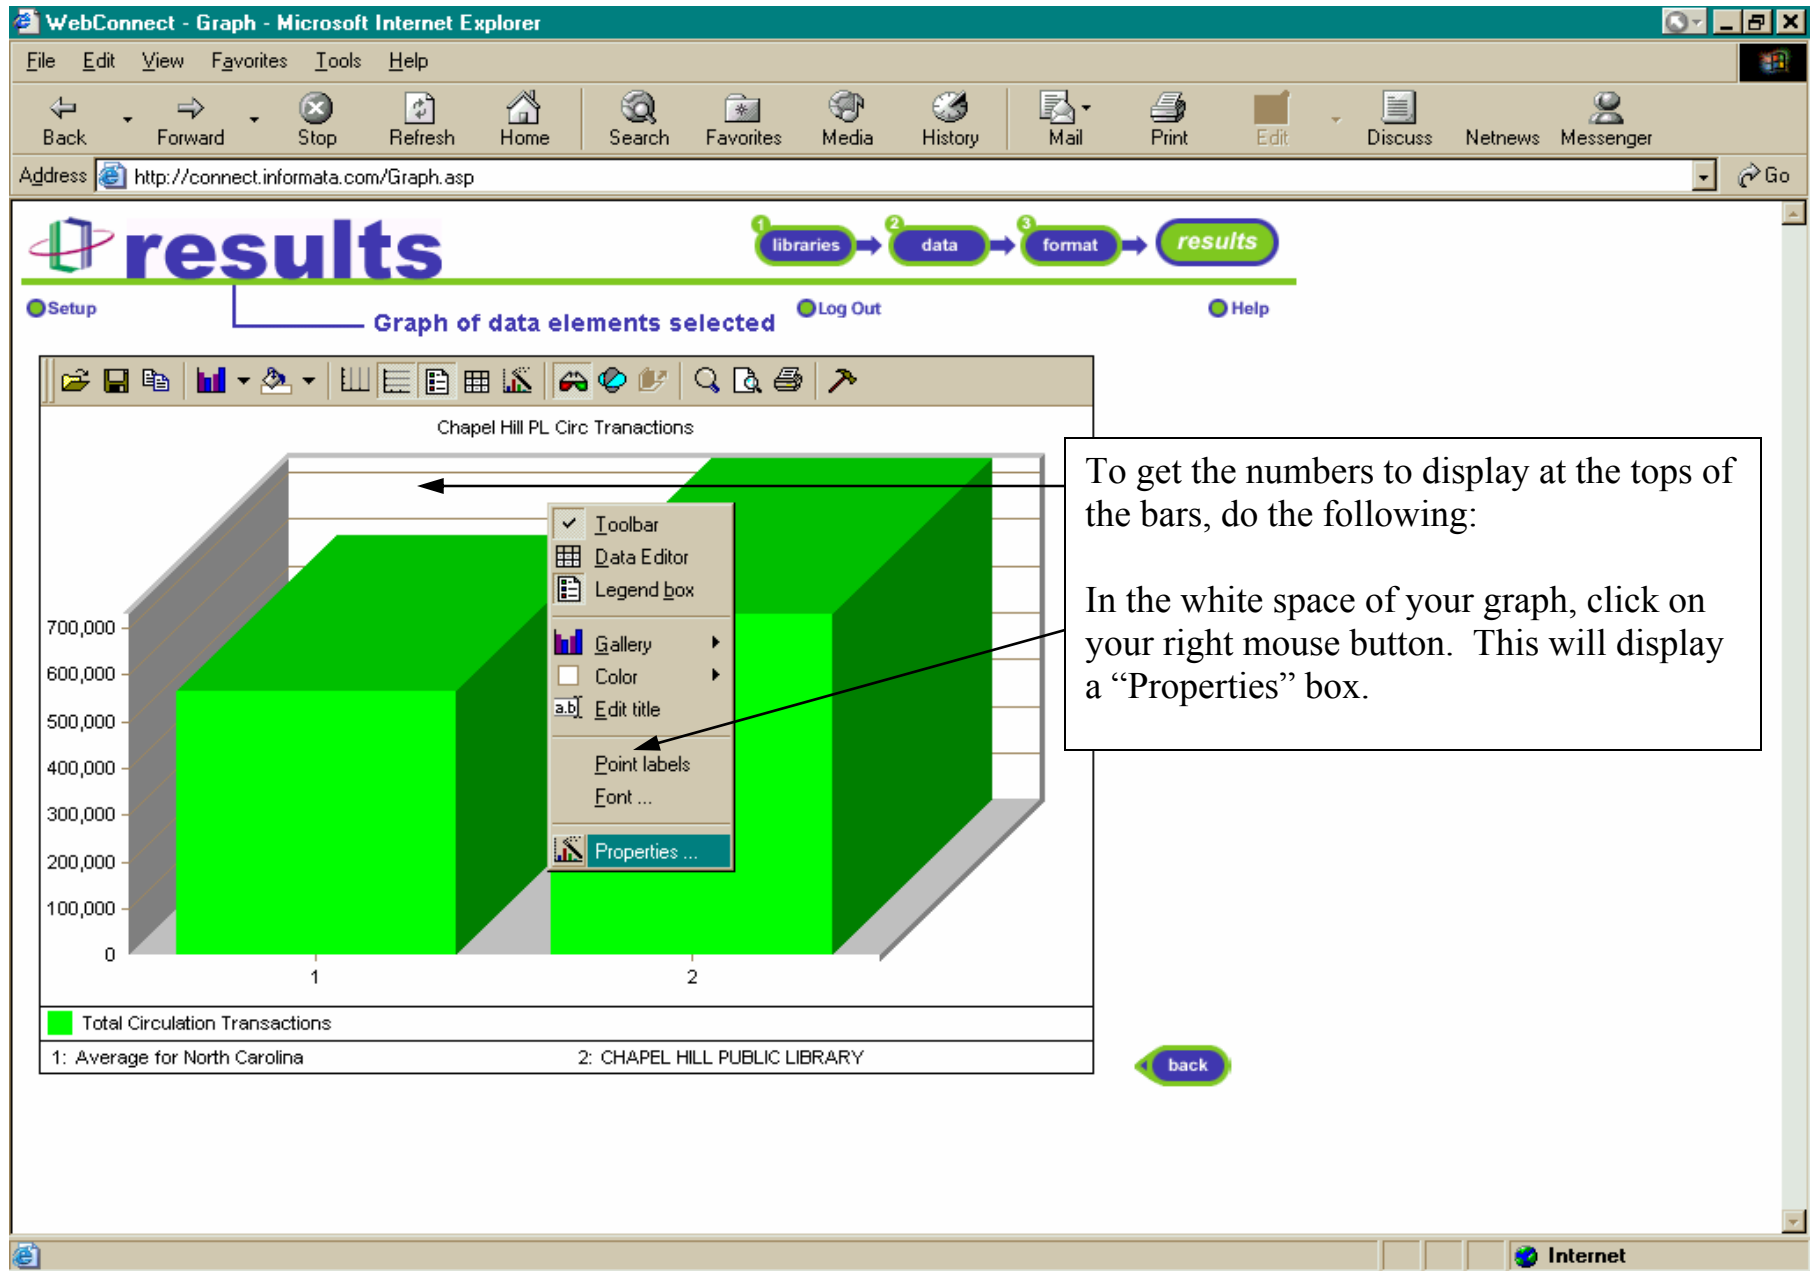 WebConnect - Graph - Microsoft Internet Explorer
File Edit View Favorites Tools Help
Back Forward Stop Refresh Home Search Favorites Media History Mail Print Edit Discuss Netnews Messenger
Address http://connect.informata.com/Graph.asp Go
results
1 libraries 2 data 3 format results
Setup Log Out Help
Graph of data elements selected
Chapel Hill PL Circ Tranactions
To get the numbers to display at the tops of
the bars, do the following:
In the white space of your graph, click on
your right mouse button. This will display
a “Properties” box.
Toolbar
Data Editor
Legend box
Gallery
Color
a.b Edit title
Point labels
Font ...
Properties ...
700,000
600,000
500,000
400,000
300,000
200,000
100,000
0
1 2
Total Circulation Transactions
1: Average for North Carolina 2: CHAPEL HILL PUBLIC LIBRARY
back
Internet